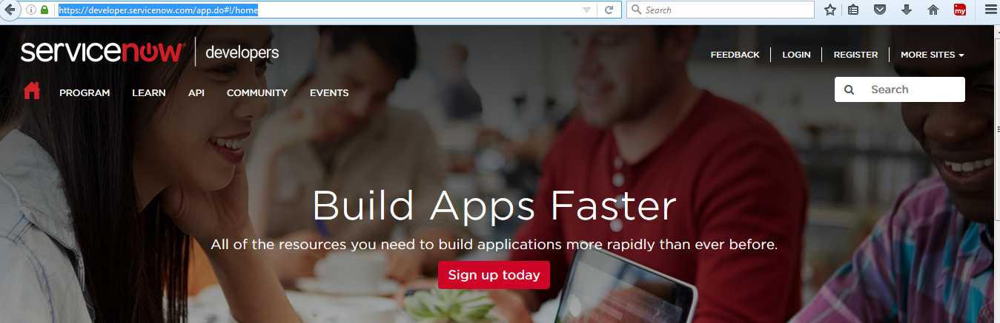 https://developer.servicenow.com/app.do#!/home
Search
my
servicenow developers
FEEDBACK LOGIN REGISTER MORE SITES
PROGRAM LEARN API COMMUNITY EVENTS
Search
Build Apps Faster
All of the resources you need to build applications more rapidly than ever before.
Sign up today